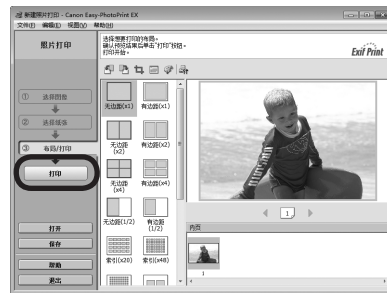 新建照片打印 - Canon Easy-PhotoPrint EX
文件(F) 编辑(E) 视图(V) 帮助(H)
照片打印
选择想要打印的布局。
确认预览结果后单击"打印"按钮。
打印开始。
Exif Print
① 选择图像
② 选择纸张
③ 布局/打印
打印
打开
保存
帮助
退出
无边距(x1) 有边距(x1)
无边距(x2) 有边距(x2)
无边距(x4) 有边距(x4)
无边距(1/2) 有边距(1/2)
索引(x20) 索引(x48)
1
内页
1